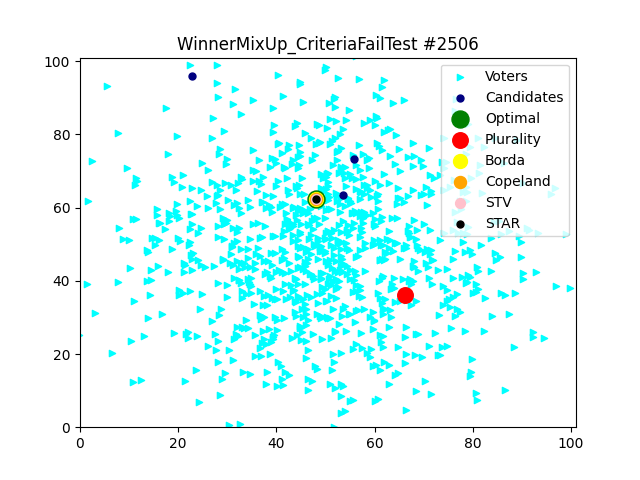 WinnerMixUp_CriteriaFailTest #2506
100
80
60
40
20
0
0
20
40
60
80
100
Voters
Candidates
Optimal
Plurality
Borda
Copeland
STV
STAR